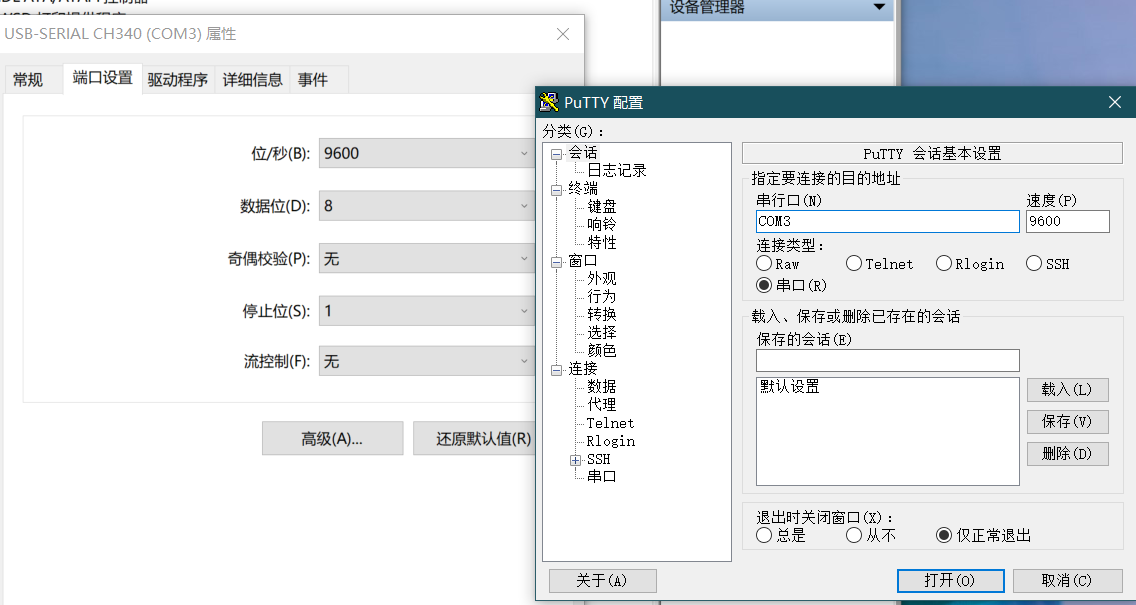 设备管理器
USB-SERIAL CH340 (COM3) 属性
常规
端口设置
驱动程序
详细信息
事件
位/秒(B):
9600
数据位(D):
8
奇偶校验(P):
无
停止位(S):
1
流控制(F):
无
高级(A)...
还原默认值(R)
PuTTY 配置
分类(G)：
会话
日志记录
终端
键盘
响铃
特性
窗口
外观
行为
转换
选择
颜色
连接
数据
代理
Telnet
Rlogin
SSH
串口
PuTTY 会话基本设置
指定要连接的目的地址
串行口(N)
速度(P)
COM3
9600
连接类型：
Raw
Telnet
Rlogin
SSH
串口(R)
载入、保存或删除已存在的会话
保存的会话(E)
默认设置
载入(L)
保存(V)
删除(D)
退出时关闭窗口(X)：
总是
从不
仅正常退出
关于(A)
打开(O)
取消(C)